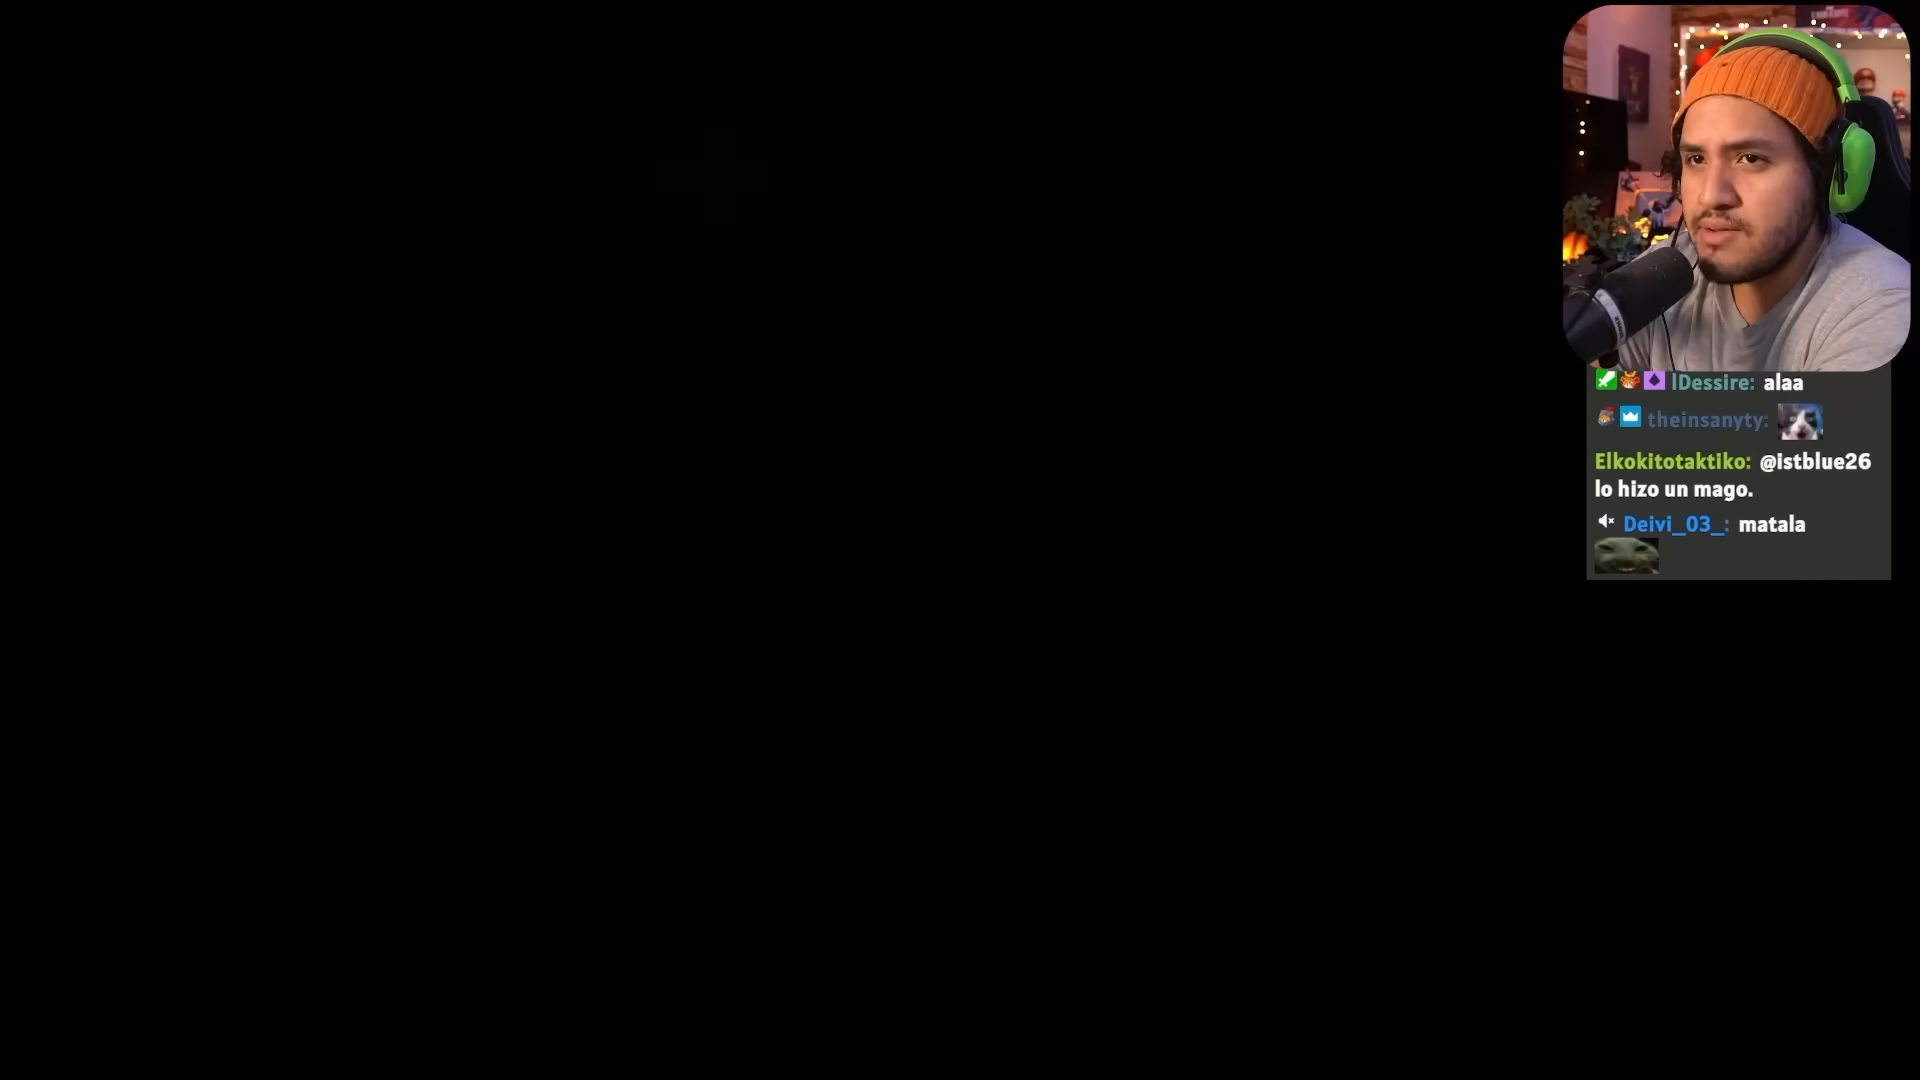 lDessire: alaa
theinsanyty:
Elkokitotaktiko: @istblue26
lo hizo un mago.
Deivi_03_: matala